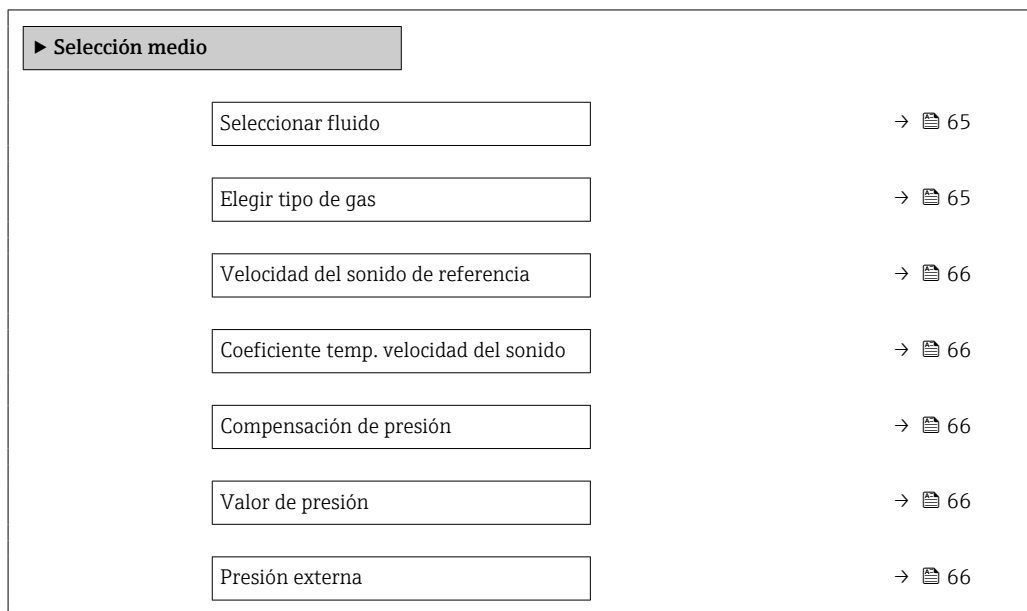 ▶ Selección medio
Seleccionar fluido → 65
Elegir tipo de gas → 65
Velocidad del sonido de referencia → 66
Coeficiente temp. velocidad del sonido → 66
Compensación de presión → 66
Valor de presión → 66
Presión externa → 66